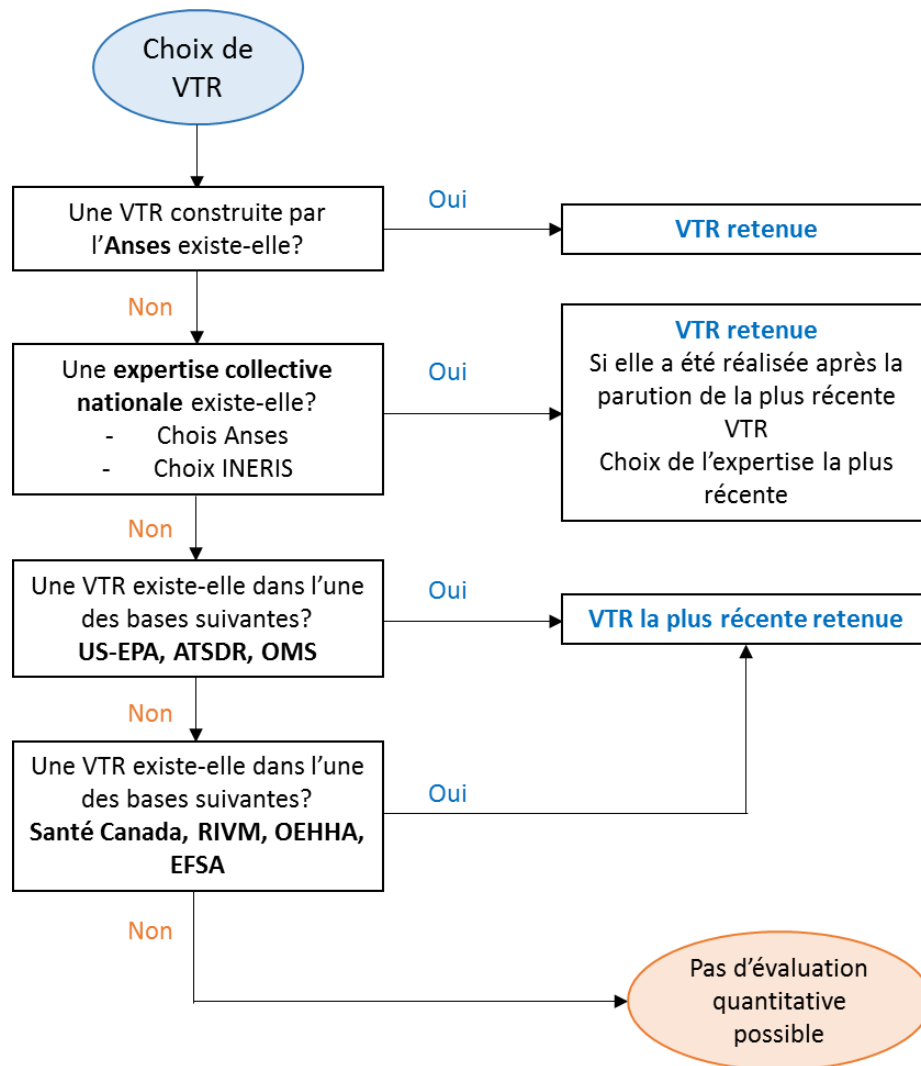 Choix de
VTR
Une VTR construite par
l’Anses existe-elle?
Oui
VTR retenue
Non
Une expertise collective
nationale existe-elle?
- Chois Anses
- Choix INERIS
Oui
VTR retenue
Si elle a été réalisée après la
parution de la plus récente
VTR
Choix de l’expertise la plus
récente
Non
Une VTR existe-elle dans l’une
des bases suivantes?
US-EPA, ATSDR, OMS
Oui
VTR la plus récente retenue
Non
Une VTR existe-elle dans l’une
des bases suivantes?
Santé Canada, RIVM, OEHHA,
EFSA
Oui
Non
Pas d’évaluation
quantitative
possible